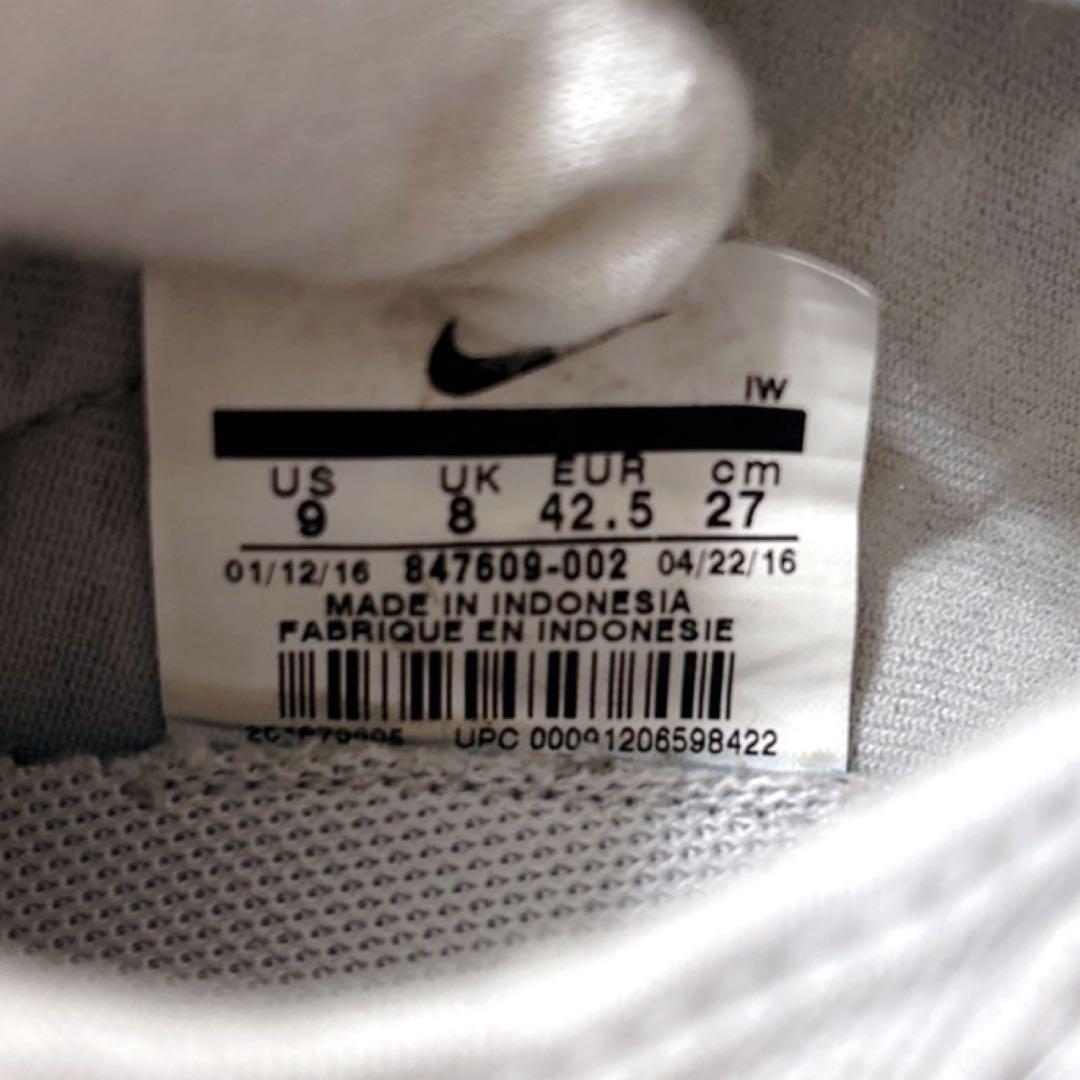 IW
US UK EUR cm
9 8 42.5 27
01/12/16 847609-002 04/22/16
MADE IN INDONESIA
FABRIQUE EN INDONESIE
UPC 00091206598422